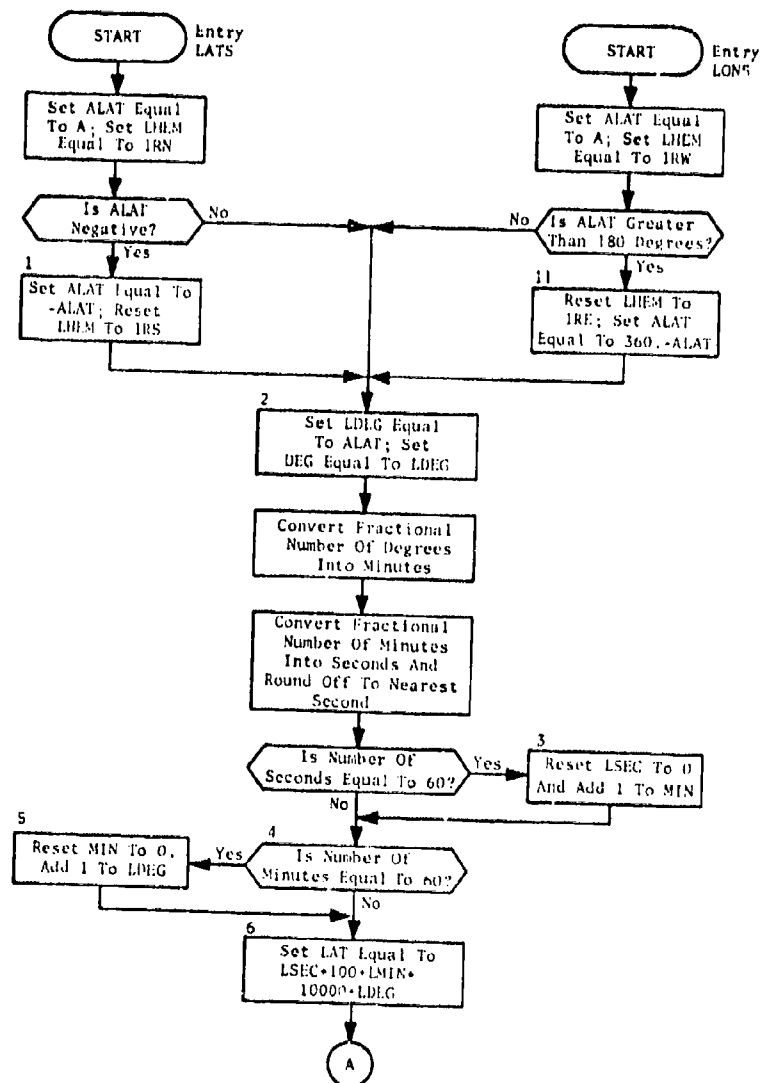 START
Entry
LATS
Set ALAT Equal
To A; Set LHEM
Equal To 1RN
Is ALAT
Negative?
No
Yes
1
Set ALAT Equal To
-ALAT; Reset
LHEM To 1RS
START
Entry
LONS
Set ALAT Equal
To A; Set LHEM
Equal To 1RW
No
Is ALAT Greater
Than 180 Degrees?
Yes
11
Reset LHEM To
1RE; Set ALAT
Equal To 360.-ALAT
2
Set LDEG Equal
To ALAT; Set
DEG Equal To LDEG
Convert Fractional
Number Of Degrees
Into Minutes
Convert Fractional
Number Of Minutes
Into Seconds And
Round Off To Nearest
Second
Is Number Of
Seconds Equal To 60?
Yes
No
3
Reset LSEC To 0
And Add 1 To MIN
4
Is Number Of
Minutes Equal To 60?
Yes
No
5
Reset MIN To 0,
Add 1 To LDEG
6
Set LAT Equal To
LSEC+100*LMIN+
10000*LDEG
A